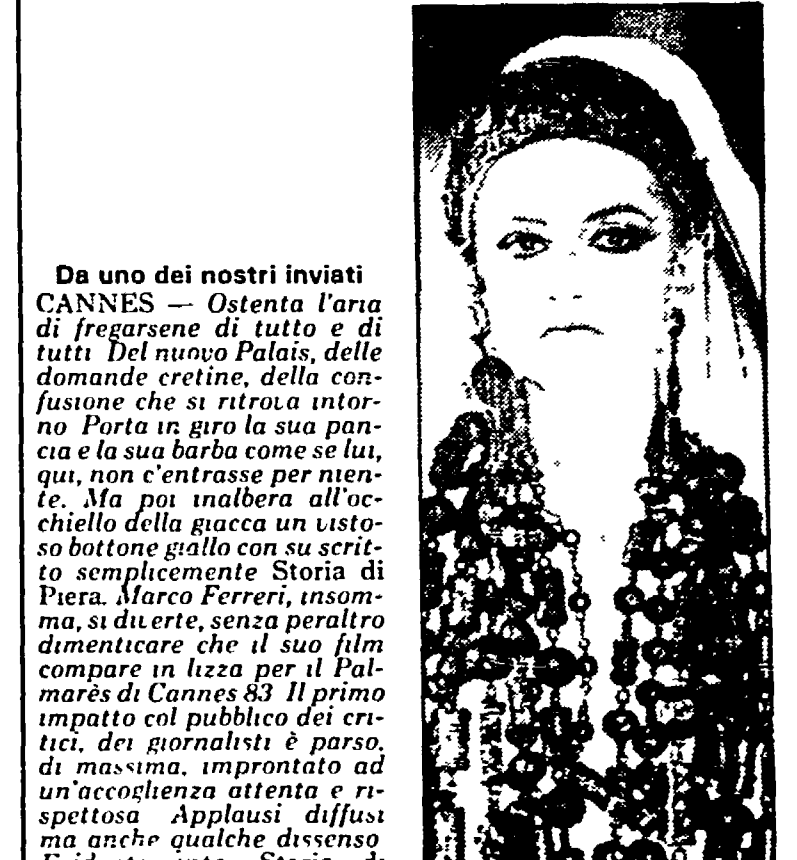 Da uno dei nostri inviati
CANNES — Ostenta l'aria
di fregarsene di tutto e di
tutti Del nuovo Palais, delle
domande cretine, della con-
fusione che si ritrova intor-
no Porta in giro la sua pan-
cia e la sua barba come se lui,
qui, non c'entrasse per nien-
te. Ma poi inalbera all'oc-
chiello della giacca un visto-
so bottone giallo con su scrit-
to semplicemente Storia di
Piera. Marco Ferreri, insom-
ma, si diverte, senza peraltro
dimenticare che il suo film
compare in lizza per il Pal-
marès di Cannes 83 Il primo
impatto col pubblico dei cri-
tici, dei giornalisti è parso,
di massima, improntato ad
un'accoglienza attenta e ri-
spettosa Applausi diffusi
ma anche qualche dissenso
Storia di